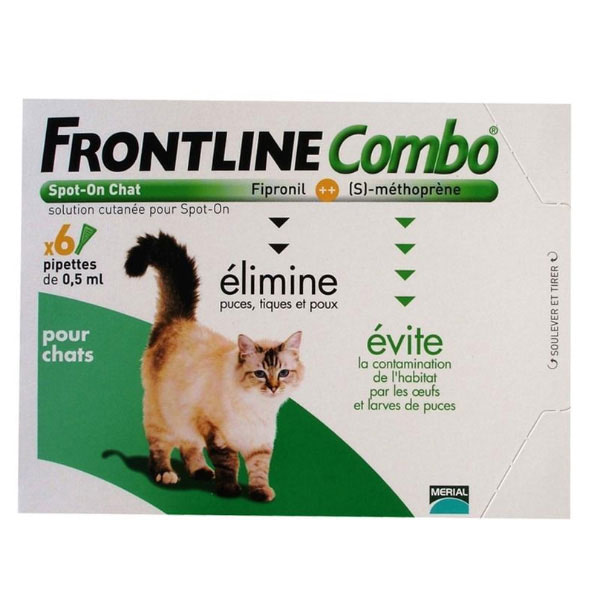 FRONTLINE Combo®
Spot-On Chat Fipronil ++ (S)-méthoprène
solution cutanée pour Spot-On
x6
pipettes
de 0,5 ml
élimine
puces, tiques et poux
pour
chats
évite
la contamination
de l'habitat
par les œufs
et larves de puces
SOULEVER ET TIRER
MERIAL